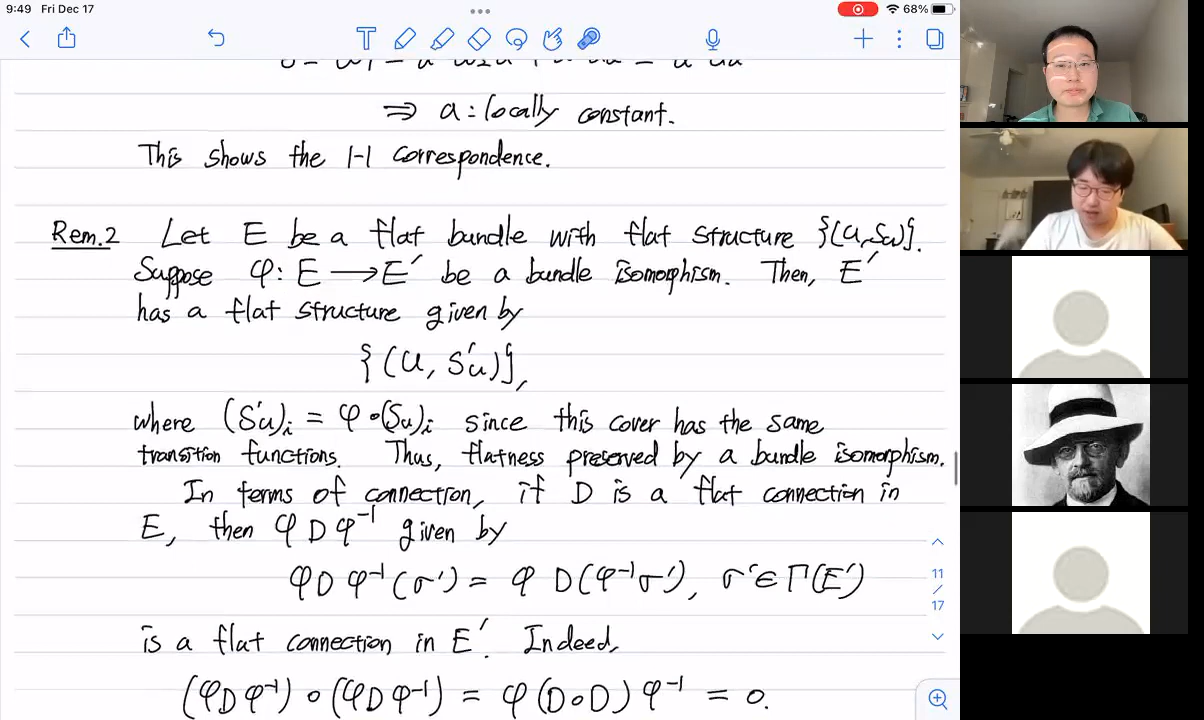 9:49 Fri Dec 17
68%
⇒ a : locally constant.
This shows the 1-1 correspondence.
Rem.2 Let E be a flat bundle with flat structure {(U, S_U)}.
Suppose φ: E ⟶ E′ be a bundle isomorphism. Then, E′
has a flat structure given by
{(U, S′_U)},
where (S′_U)_i = φ∘(S_U)_i since this cover has the same
transition functions. Thus, flatness preserved by a bundle isomorphism.
In terms of connection, if D is a flat connection in
E, then φ D φ⁻¹ given by
φ D φ⁻¹(σ′) = φ D(φ⁻¹σ′), σ′ ∈ Γ(E′)
is a flat connection in E′. Indeed,
(φDφ⁻¹) ∘ (φDφ⁻¹) = φ(D∘D)φ⁻¹ = 0.
11
/
17